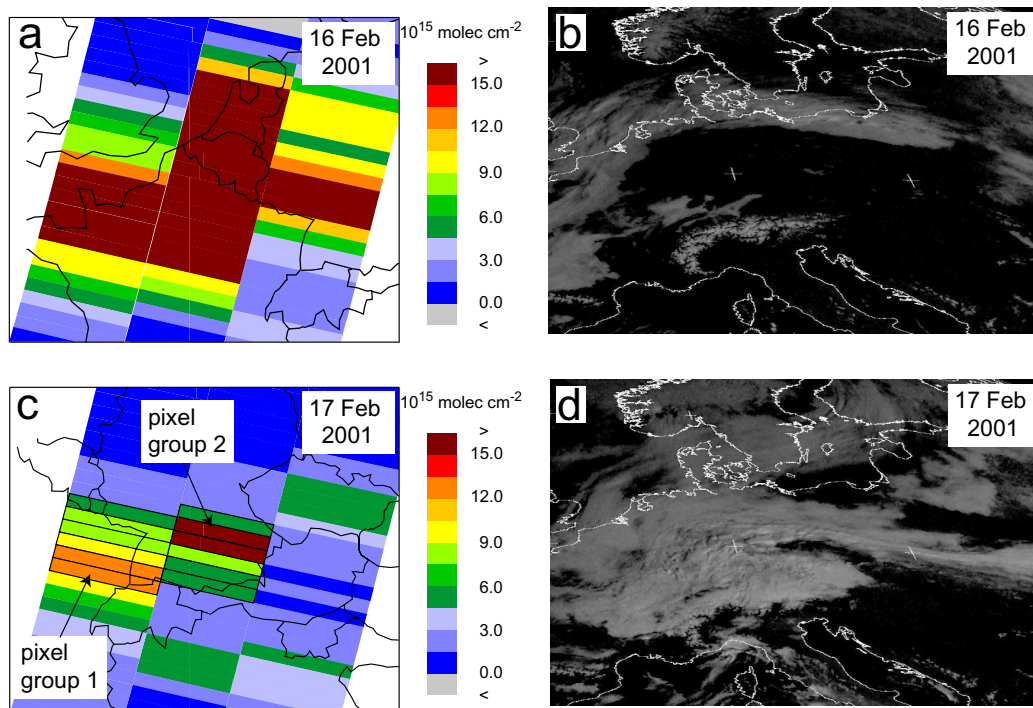 a
16 Feb
2001
10¹⁵ molec cm⁻²
>
15.0
12.0
9.0
6.0
3.0
0.0
<
b
16 Feb
2001
c
pixel
group 2
17 Feb
2001
pixel
group 1
10¹⁵ molec cm⁻²
>
15.0
12.0
9.0
6.0
3.0
0.0
<
d
17 Feb
2001